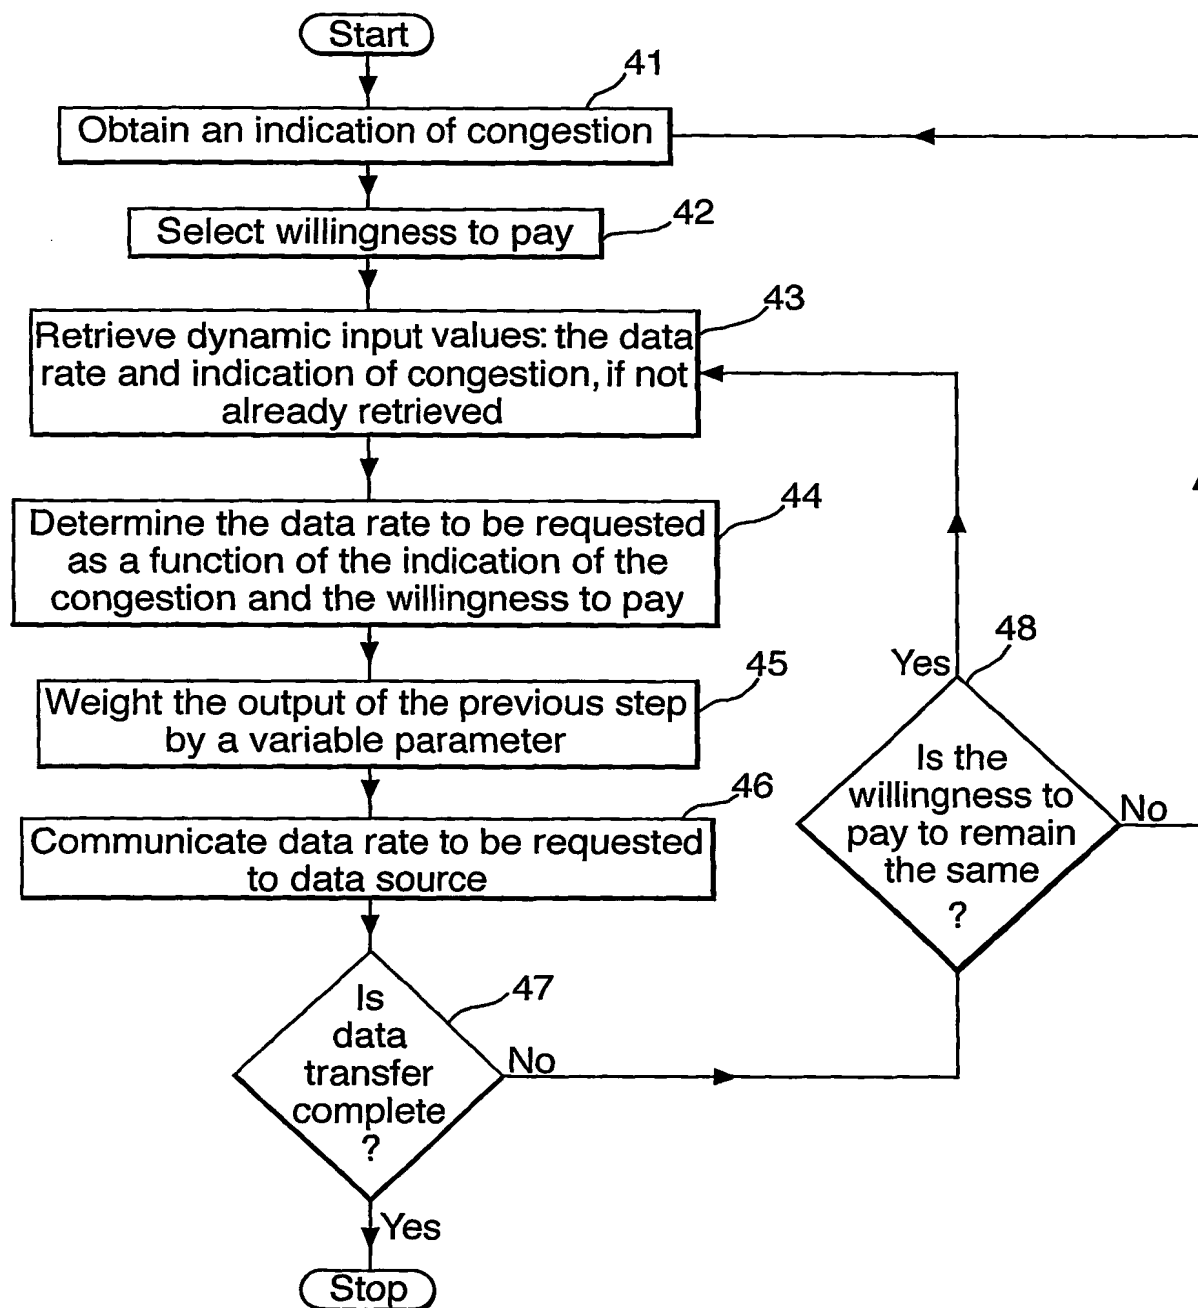 Start
41
Obtain an indication of congestion
42
Select willingness to pay
43
Retrieve dynamic input values: the data
rate and indication of congestion, if not
already retrieved
44
Determine the data rate to be requested
as a function of the indication of the
congestion and the willingness to pay
45
Weight the output of the previous step
by a variable parameter
46
Communicate data rate to be requested
to data source
47
Is
data
transfer
complete
?
No
Yes
Stop
48
Yes
Is the
willingness to
pay to remain
the same
?
No